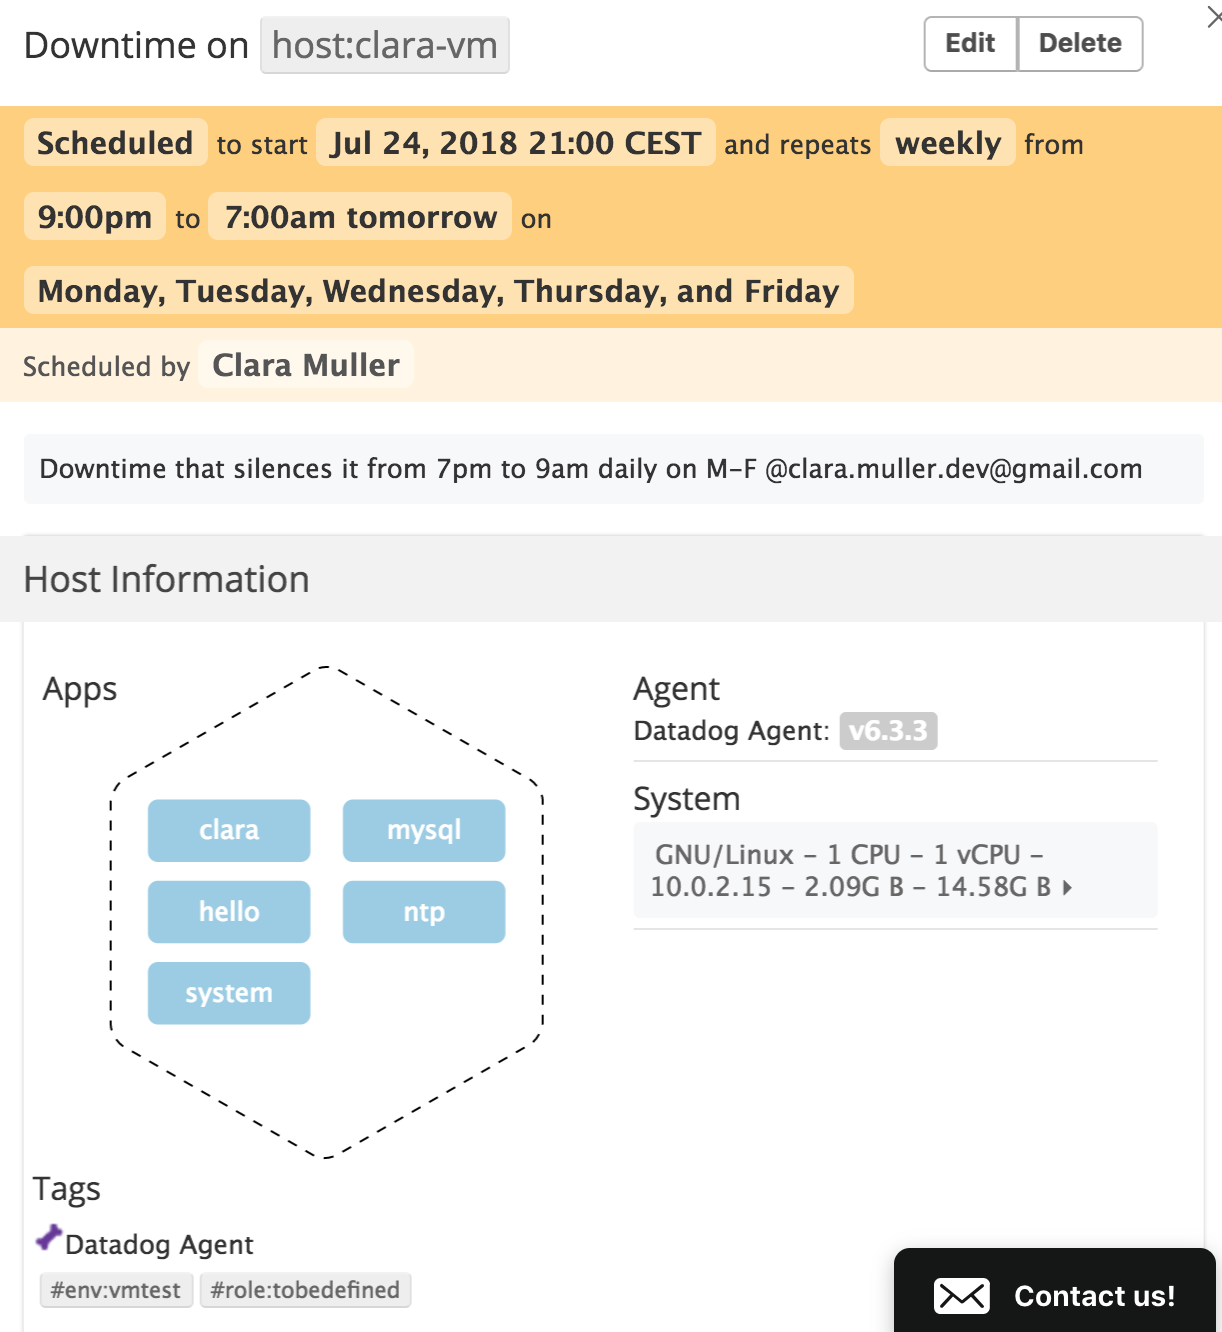 Downtime on host:clara-vm
Edit Delete
Scheduled to start Jul 24, 2018 21:00 CEST and repeats weekly from
9:00pm to 7:00am tomorrow on
Monday, Tuesday, Wednesday, Thursday, and Friday
Scheduled by Clara Muller
Downtime that silences it from 7pm to 9am daily on M-F @clara.muller.dev@gmail.com
Host Information
Apps
clara mysql
hello ntp
system
Agent
Datadog Agent: v6.3.3
System
GNU/Linux - 1 CPU - 1 vCPU -
10.0.2.15 - 2.09G B - 14.58G B
Tags
Datadog Agent
#env:vmtest #role:tobedefined
Contact us!